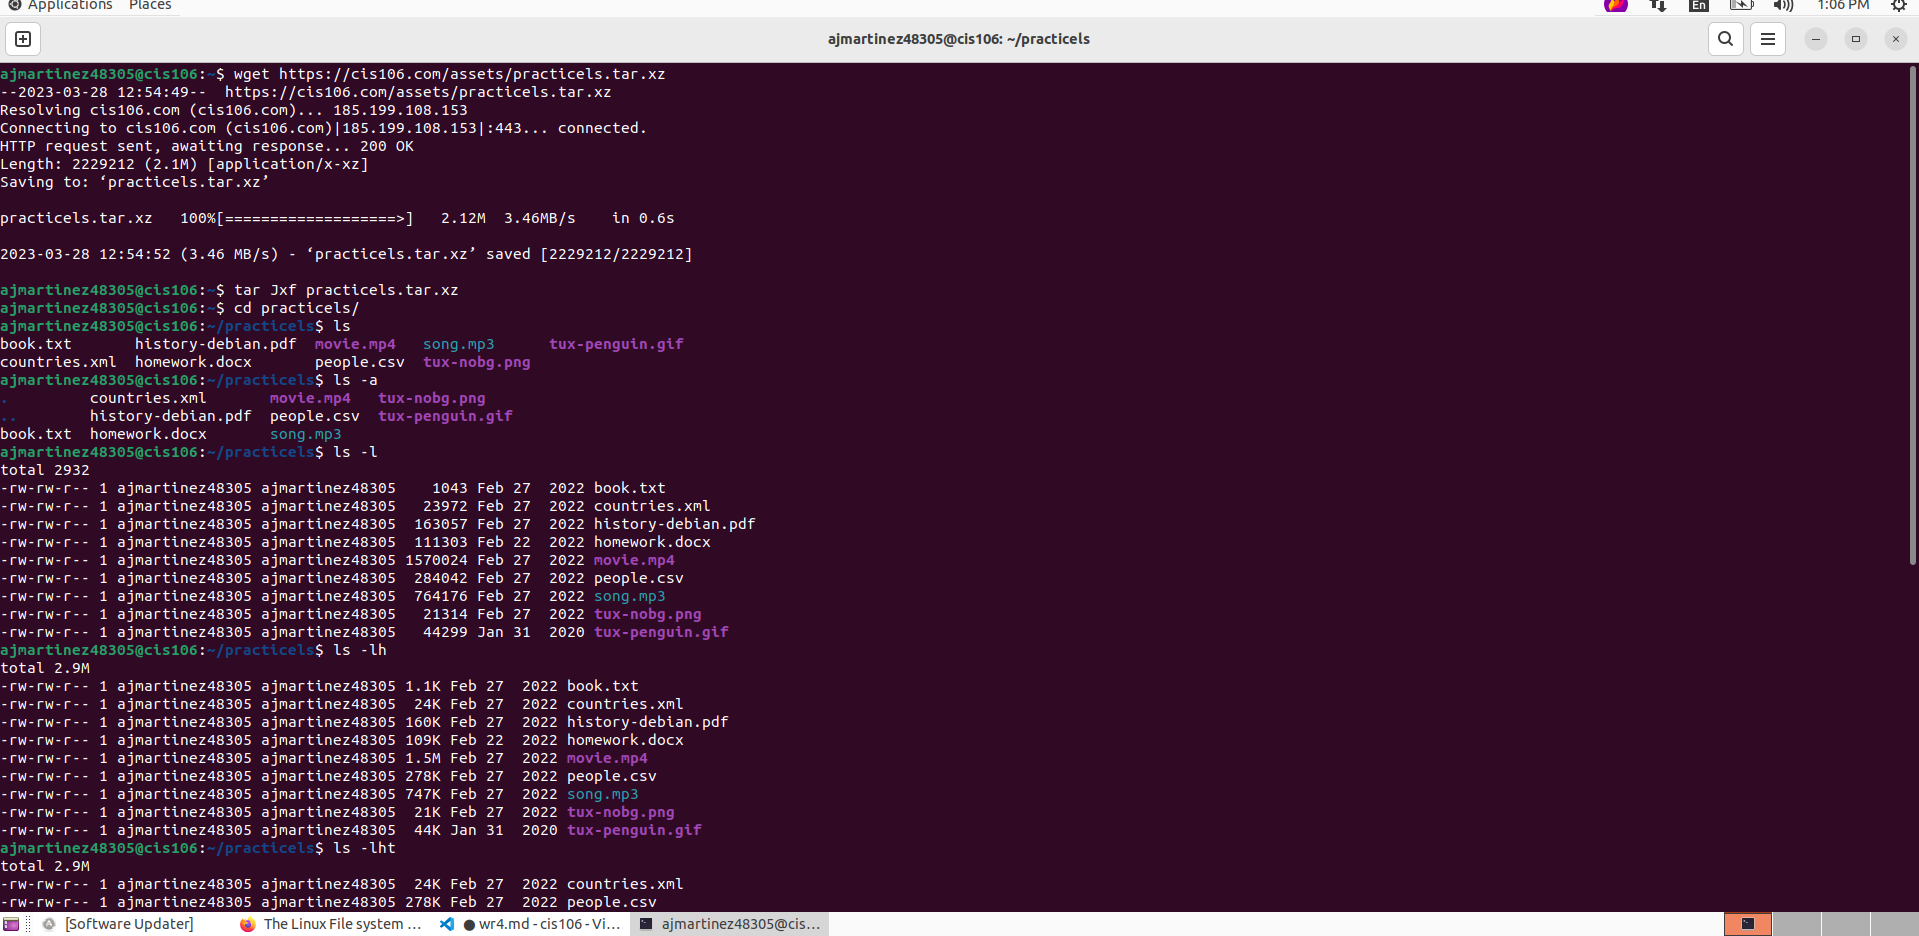 Applications Places En 1:06 PM
ajmartinez48305@cis106: ~/practicels
ajmartinez48305@cis106:~$ wget https://cis106.com/assets/practicels.tar.xz
--2023-03-28 12:54:49--  https://cis106.com/assets/practicels.tar.xz
Resolving cis106.com (cis106.com)... 185.199.108.153
Connecting to cis106.com (cis106.com)|185.199.108.153|:443... connected.
HTTP request sent, awaiting response... 200 OK
Length: 2229212 (2.1M) [application/x-xz]
Saving to: ‘practicels.tar.xz’
practicels.tar.xz   100%[===================>]   2.12M  3.46MB/s    in 0.6s
2023-03-28 12:54:52 (3.46 MB/s) - ‘practicels.tar.xz’ saved [2229212/2229212]
ajmartinez48305@cis106:~$ tar Jxf practicels.tar.xz
ajmartinez48305@cis106:~$ cd practicels/
ajmartinez48305@cis106:~/practicels$ ls
book.txt       history-debian.pdf  movie.mp4   song.mp3      tux-penguin.gif
countries.xml  homework.docx       people.csv  tux-nobg.png
ajmartinez48305@cis106:~/practicels$ ls -a
.         countries.xml       movie.mp4   tux-nobg.png
..        history-debian.pdf  people.csv  tux-penguin.gif
book.txt  homework.docx       song.mp3
ajmartinez48305@cis106:~/practicels$ ls -l
total 2932
-rw-rw-r-- 1 ajmartinez48305 ajmartinez48305    1043 Feb 27  2022 book.txt
-rw-rw-r-- 1 ajmartinez48305 ajmartinez48305   23972 Feb 27  2022 countries.xml
-rw-rw-r-- 1 ajmartinez48305 ajmartinez48305  163057 Feb 27  2022 history-debian.pdf
-rw-rw-r-- 1 ajmartinez48305 ajmartinez48305  111303 Feb 22  2022 homework.docx
-rw-rw-r-- 1 ajmartinez48305 ajmartinez48305 1570024 Feb 27  2022 movie.mp4
-rw-rw-r-- 1 ajmartinez48305 ajmartinez48305  284042 Feb 27  2022 people.csv
-rw-rw-r-- 1 ajmartinez48305 ajmartinez48305  764176 Feb 27  2022 song.mp3
-rw-rw-r-- 1 ajmartinez48305 ajmartinez48305   21314 Feb 27  2022 tux-nobg.png
-rw-rw-r-- 1 ajmartinez48305 ajmartinez48305   44299 Jan 31  2020 tux-penguin.gif
ajmartinez48305@cis106:~/practicels$ ls -lh
total 2.9M
-rw-rw-r-- 1 ajmartinez48305 ajmartinez48305 1.1K Feb 27  2022 book.txt
-rw-rw-r-- 1 ajmartinez48305 ajmartinez48305  24K Feb 27  2022 countries.xml
-rw-rw-r-- 1 ajmartinez48305 ajmartinez48305 160K Feb 27  2022 history-debian.pdf
-rw-rw-r-- 1 ajmartinez48305 ajmartinez48305 109K Feb 22  2022 homework.docx
-rw-rw-r-- 1 ajmartinez48305 ajmartinez48305 1.5M Feb 27  2022 movie.mp4
-rw-rw-r-- 1 ajmartinez48305 ajmartinez48305 278K Feb 27  2022 people.csv
-rw-rw-r-- 1 ajmartinez48305 ajmartinez48305 747K Feb 27  2022 song.mp3
-rw-rw-r-- 1 ajmartinez48305 ajmartinez48305  21K Feb 27  2022 tux-nobg.png
-rw-rw-r-- 1 ajmartinez48305 ajmartinez48305  44K Jan 31  2020 tux-penguin.gif
ajmartinez48305@cis106:~/practicels$ ls -lht
total 2.9M
-rw-rw-r-- 1 ajmartinez48305 ajmartinez48305  24K Feb 27  2022 countries.xml
-rw-rw-r-- 1 ajmartinez48305 ajmartinez48305 278K Feb 27  2022 people.csv
[Software Updater] The Linux File system ... ● wr4.md - cis106 - Vi... ajmartinez48305@cis...